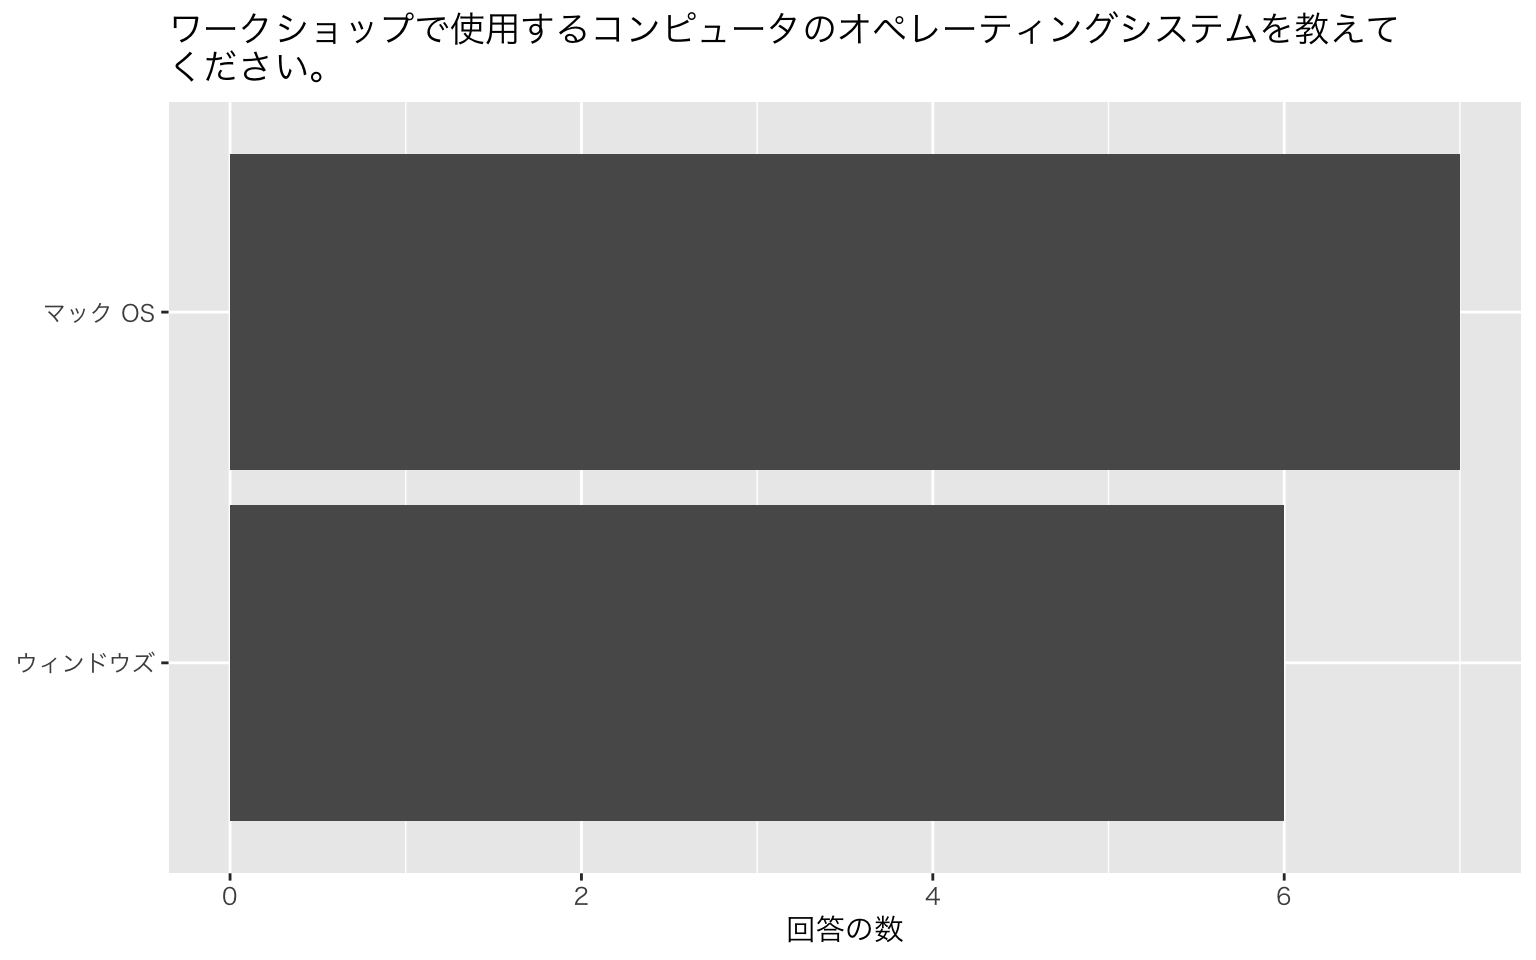 ワークショップで使用するコンピュータのオペレーティングシステムを教えて
ください。
マック OS
ウィンドウズ
0 2 4 6
回答の数